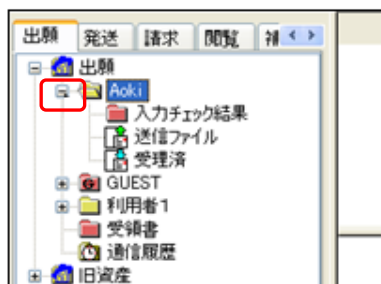 出願 発送 請求 閲覧
出願
Aoki
入力チェック結果
送信ファイル
受理済
GUEST
利用者1
受領書
通信履歴
旧資産